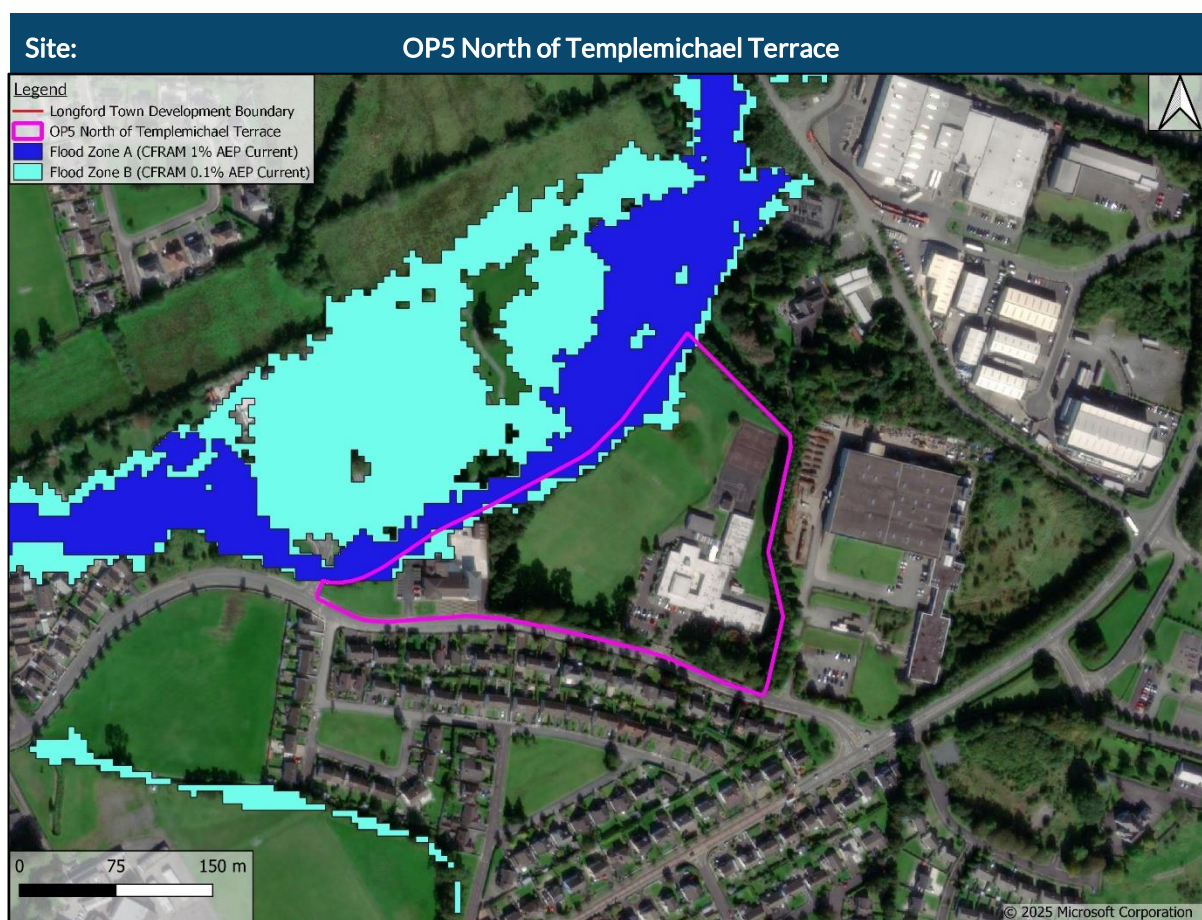 Site: OP5 North of Templemichael Terrace
Legend
Longford Town Development Boundary
OP5 North of Templemichael Terrace
Flood Zone A (CFRAM 1% AEP Current)
Flood Zone B (CFRAM 0.1% AEP Current)
0 75 150 m
© 2025 Microsoft Corporation